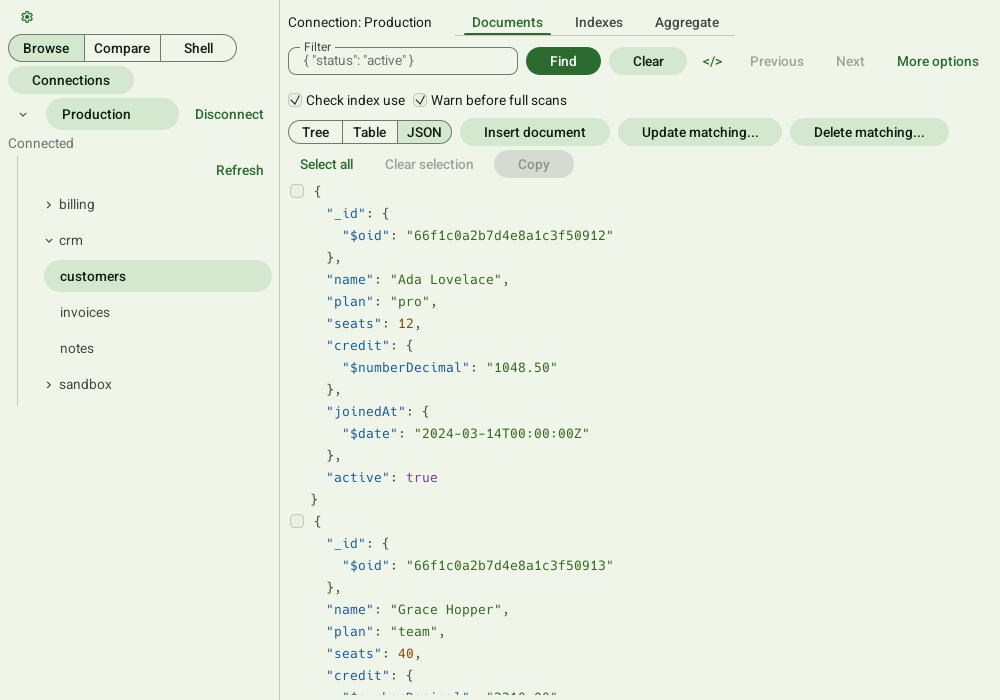 Browse Compare Shell
Connections
Production Disconnect
Connected
Refresh
billing
crm
customers
invoices
notes
sandbox
Connection: Production Documents Indexes Aggregate
Filter
{ "status": "active" }
Find Clear </> Previous Next More options
Check index use Warn before full scans
Tree Table JSON Insert document Update matching... Delete matching...
Select all Clear selection Copy
{
"_id": {
"$oid": "66f1c0a2b7d4e8a1c3f50912"
},
"name": "Ada Lovelace",
"plan": "pro",
"seats": 12,
"credit": {
"$numberDecimal": "1048.50"
},
"joinedAt": {
"$date": "2024-03-14T00:00:00Z"
},
"active": true
}
{
"_id": {
"$oid": "66f1c0a2b7d4e8a1c3f50913"
},
"name": "Grace Hopper",
"plan": "team",
"seats": 40,
"credit": {